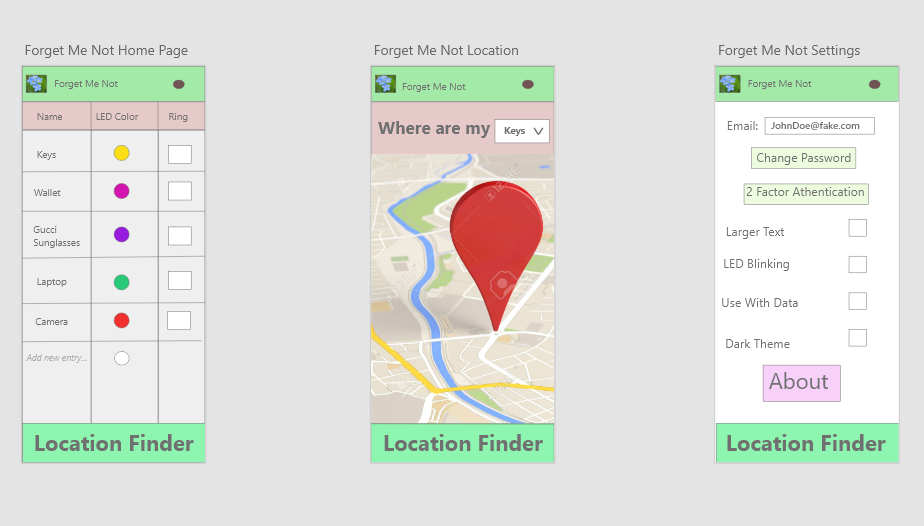 Forget Me Not Home Page
Forget Me Not
Name LED Color Ring
Keys
Wallet
Gucci
Sunglasses
Laptop
Camera
Add new entry...
Location Finder
Forget Me Not Location
Forget Me Not
Where are my Keys
123RF
Location Finder
Forget Me Not Settings
Forget Me Not
Email: JohnDoe@fake.com
Change Password
2 Factor Athentication
Larger Text
LED Blinking
Use With Data
Dark Theme
About
Location Finder